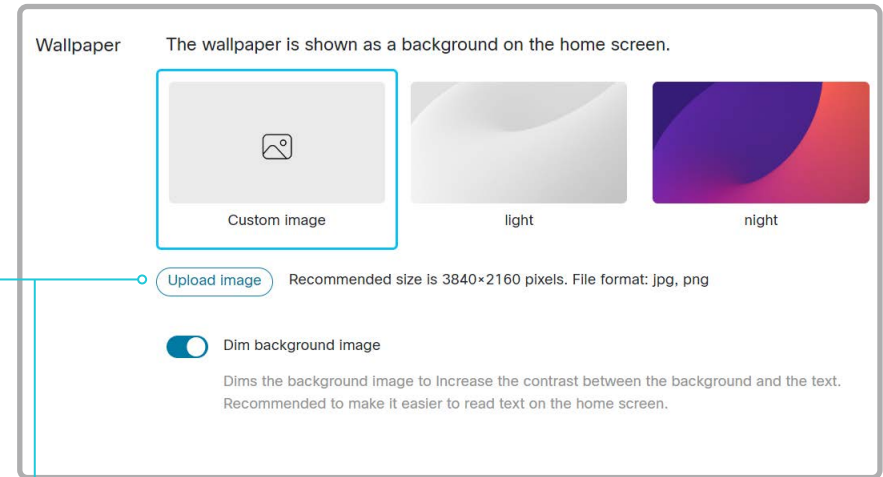 Wallpaper
The wallpaper is shown as a background on the home screen.
Custom image
light
night
Upload image
Recommended size is 3840×2160 pixels. File format: jpg, png
Dim background image
Dims the background image to Increase the contrast between the background and the text.
Recommended to make it easier to read text on the home screen.